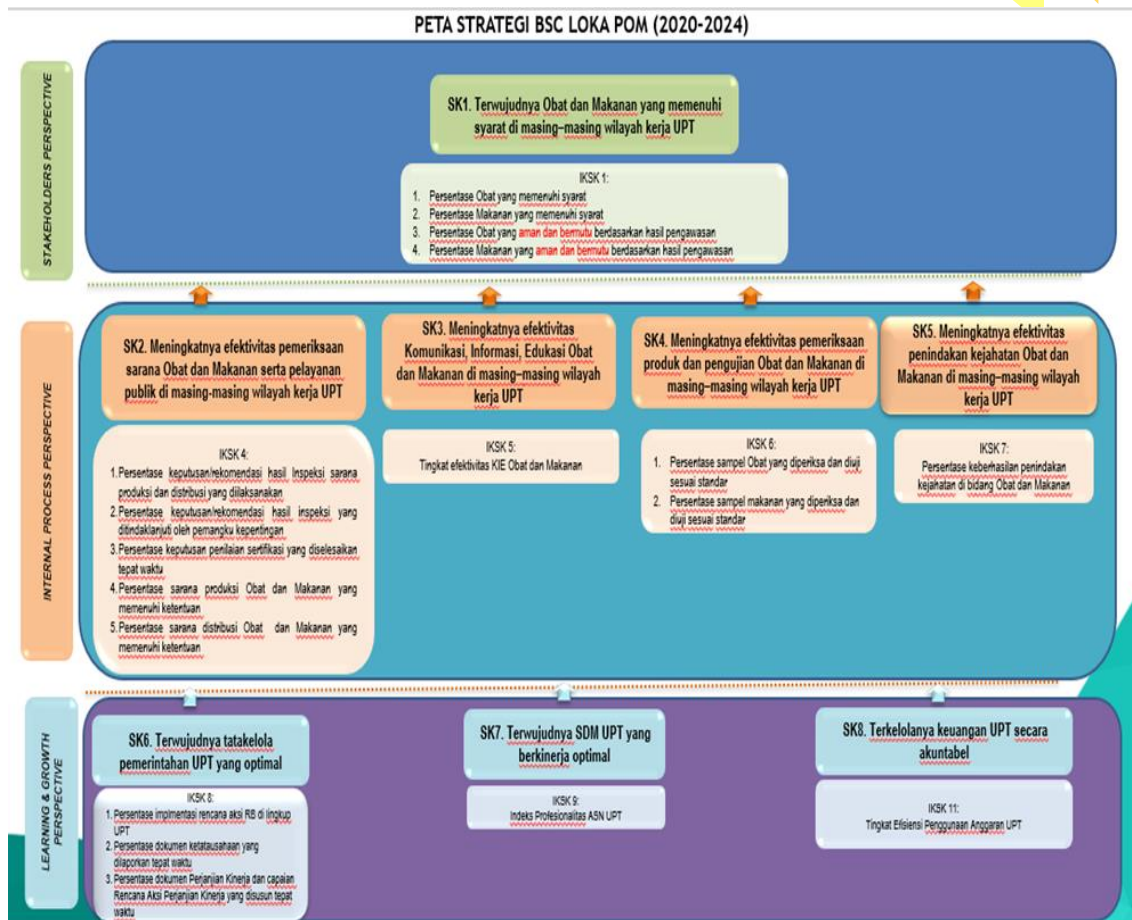 PETA STRATEGI BSC LOKA POM (2020-2024)
STAKEHOLDERS PERSPECTIVE
SK1. Terwujudnya Obat dan Makanan yang memenuhi
syarat di masing–masing wilayah kerja UPT
IKSK 1:
1. Persentase Obat yang memenuhi syarat
2. Persentase Makanan yang memenuhi syarat
3. Persentase Obat yang aman dan bermutu berdasarkan hasil pengawasan
4. Persentase Makanan yang aman dan bermutu berdasarkan hasil pengawasan
INTERNAL PROCESS PERSPECTIVE
SK2. Meningkatnya efektivitas pemeriksaan
sarana Obat dan Makanan serta pelayanan
publik di masing-masing wilayah kerja UPT
IKSK 4:
1. Persentase keputusan/rekomendasi hasil Inspeksi sarana
produksi dan distribusi yang dilaksanakan
2. Persentase keputusan/rekomendasi hasil inspeksi yang
ditindaklanjuti oleh pemangku kepentingan
3. Persentase keputusan penilaian sertifikasi yang diselesaikan
tepat waktu
4. Persentase sarana produksi Obat dan Makanan yang
memenuhi ketentuan
5. Persentase sarana distribusi Obat dan Makanan yang
memenuhi ketentuan
SK3. Meningkatnya efektivitas
Komunikasi, Informasi, Edukasi Obat
dan Makanan di masing–masing wilayah
kerja UPT
IKSK 5:
Tingkat efektivitas KIE Obat dan Makanan
SK4. Meningkatnya efektivitas pemeriksaan
produk dan pengujian Obat dan Makanan di
masing–masing wilayah kerja UPT
IKSK 6:
1. Persentase sampel Obat yang diperiksa dan diuji
sesuai standar
2. Persentase sampel makanan yang diperiksa dan
diuji sesuai standar
SK5. Meningkatnya efektivitas
penindakan kejahatan Obat dan
Makanan di masing–masing wilayah
kerja UPT
IKSK 7:
Persentase keberhasilan penindakan
kejahatan di bidang Obat dan Makanan
LEARNING & GROWTH
PERSPECTIVE
SK6. Terwujudnya tatakelola
pemerintahan UPT yang optimal
IKSK 8:
1. Persentase implmentasi rencana aksi RB di lingkup
UPT
2. Persentase dokumen ketatausahaan yang
dilaporkan tepat waktu
3. Persentase dokumen Perjanjian Kinerja dan capaian
Rencana Aksi Perjanjian Kinerja yang disusun tepat
waktu
SK7. Terwujudnya SDM UPT yang
berkinerja optimal
IKSK 9:
Indeks Profesionalitas ASN UPT
SK8. Terkelolanya keuangan UPT secara
akuntabel
IKSK 11:
Tingkat Efisiensi Penggunaan Anggaran UPT